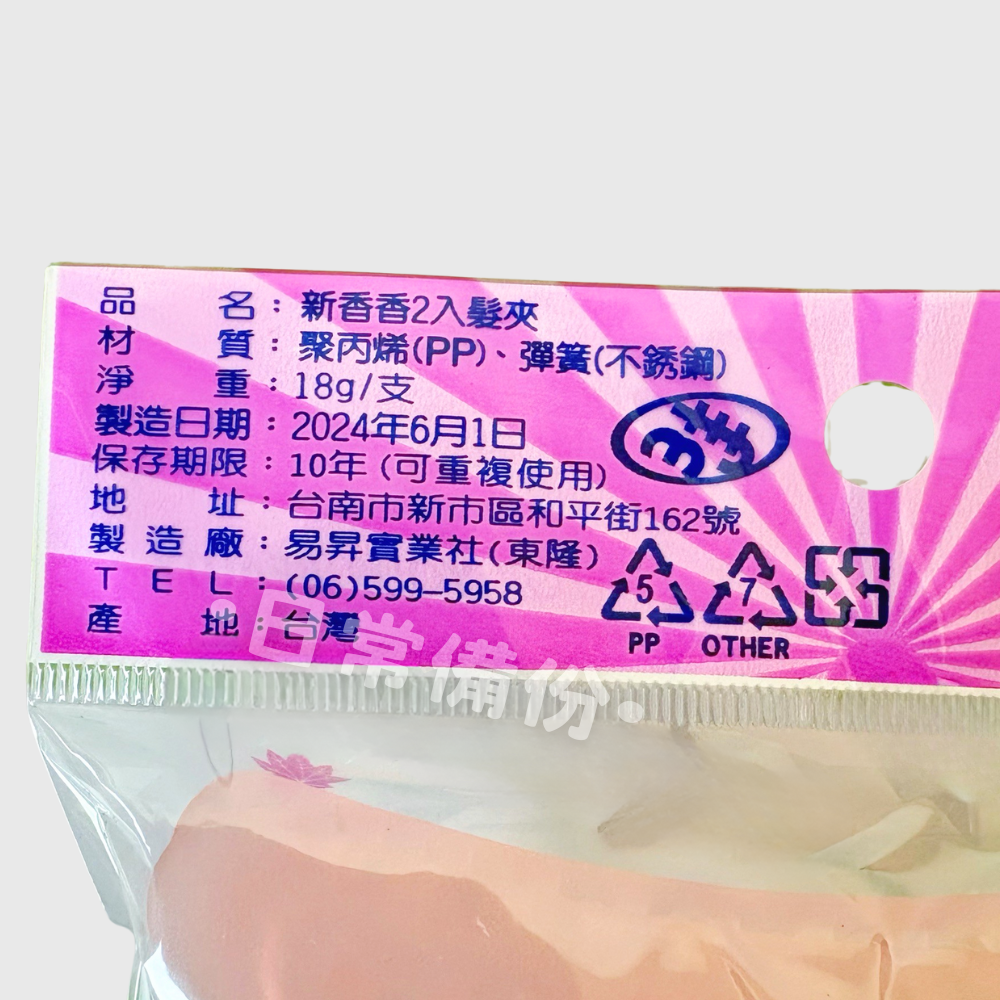 品名：新香香2入髮夾
材質：聚丙烯(PP)、彈簧(不銹鋼)
淨重：18g/支
製造日期：2024年6月1日
保存期限：10年(可重複使用)
地址：台南市新市區和平街162號
製造廠：易昇實業社(東隆)
TEL：(06)599-5958
產地：台灣
3羊
5
PP
7
OTHER
日常備份.